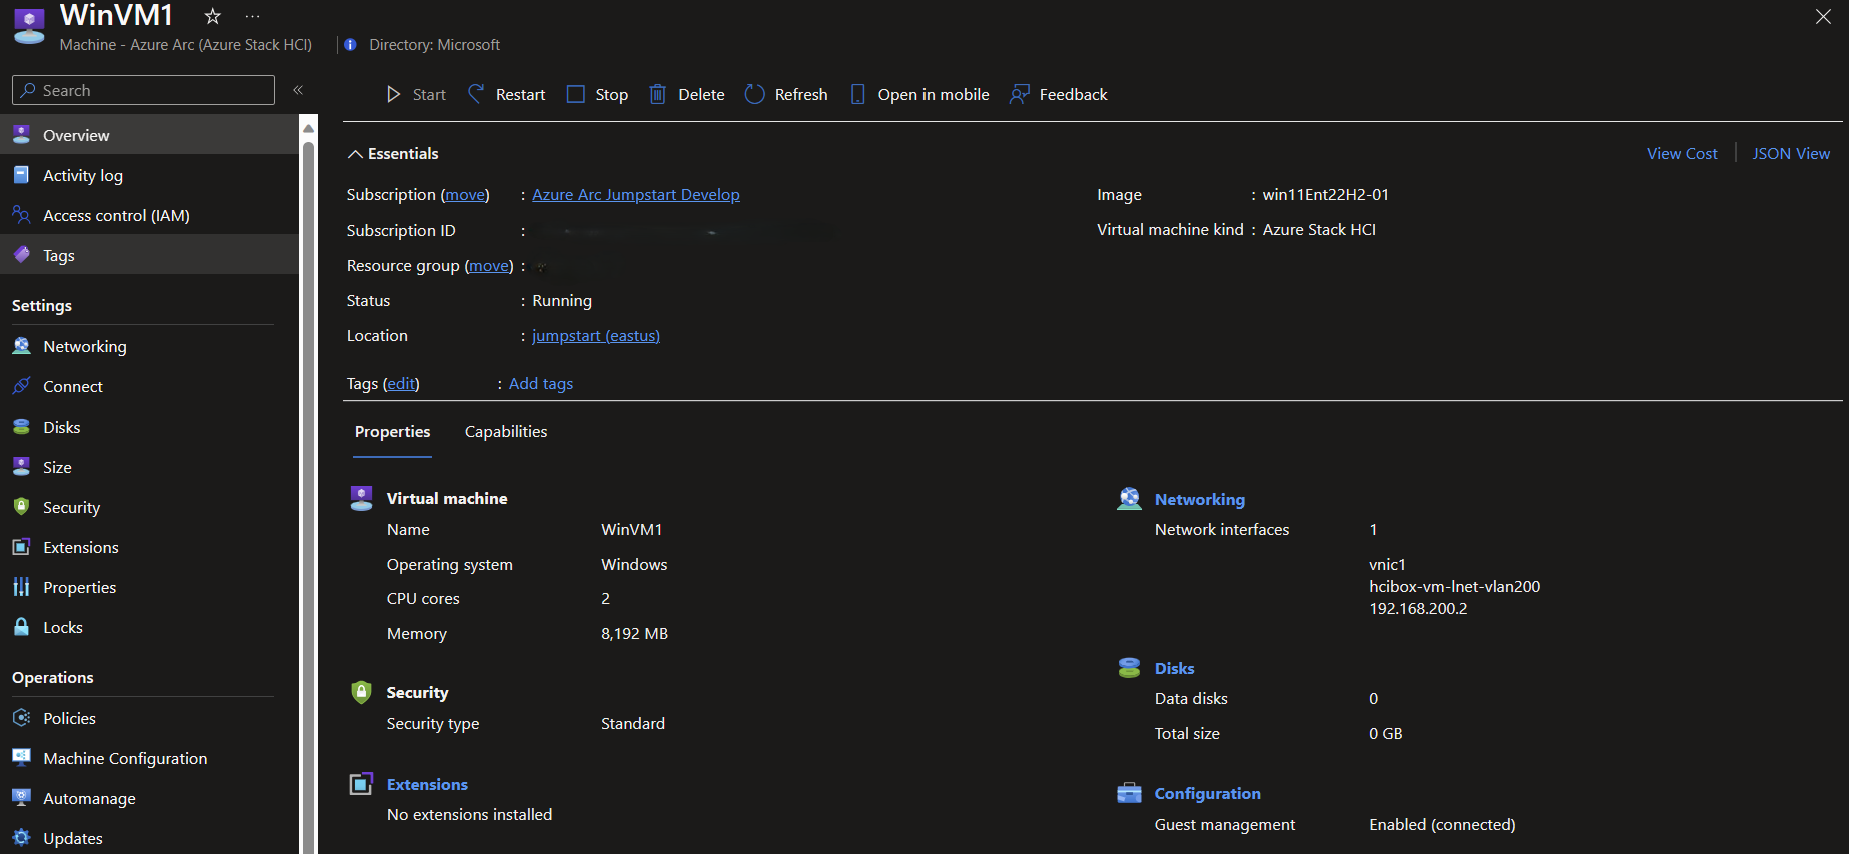 WinVM1
Machine - Azure Arc (Azure Stack HCI)
Directory: Microsoft
Search
Overview
Activity log
Access control (IAM)
Tags
Settings
Networking
Connect
Disks
Size
Security
Extensions
Properties
Locks
Operations
Policies
Machine Configuration
Automanage
Updates
Start Restart Stop Delete Refresh Open in mobile Feedback
Essentials
View Cost JSON View
Subscription (move) : Azure Arc Jumpstart Develop
Subscription ID :
Resource group (move) :
Status : Running
Location : jumpstart (eastus)
Image : win11Ent22H2-01
Virtual machine kind : Azure Stack HCI
Tags (edit) : Add tags
Properties Capabilities
Virtual machine
Name WinVM1
Operating system Windows
CPU cores 2
Memory 8,192 MB
Security
Security type Standard
Extensions
No extensions installed
Networking
Network interfaces 1
vnic1
hcibox-vm-lnet-vlan200
192.168.200.2
Disks
Data disks 0
Total size 0 GB
Configuration
Guest management Enabled (connected)